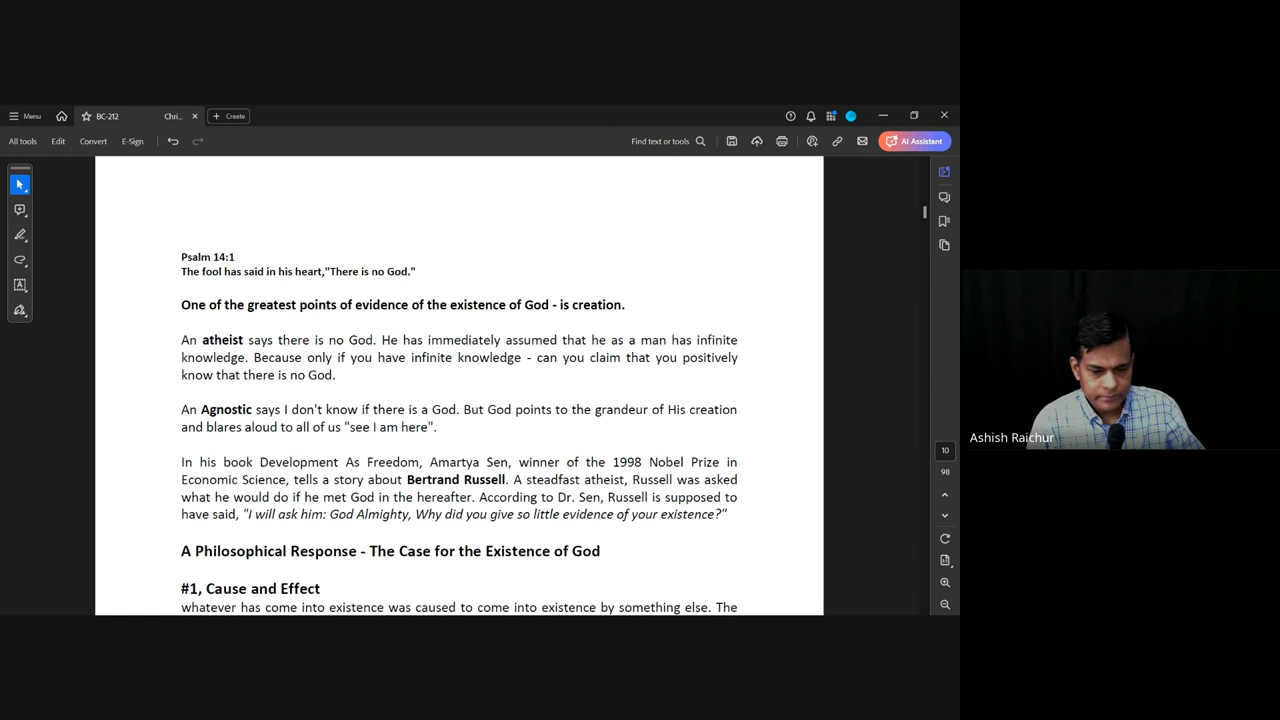 Menu
BC-212
Chri...
Create
All tools
Edit
Convert
E-Sign
Find text or tools
AI Assistant
Psalm 14:1
The fool has said in his heart,"There is no God."
One of the greatest points of evidence of the existence of God - is creation.
An atheist says there is no God. He has immediately assumed that he as a man has infinite
knowledge. Because only if you have infinite knowledge - can you claim that you positively
know that there is no God.
An Agnostic says I don't know if there is a God. But God points to the grandeur of His creation
and blares aloud to all of us "see I am here".
In his book Development As Freedom, Amartya Sen, winner of the 1998 Nobel Prize in
Economic Science, tells a story about Bertrand Russell. A steadfast atheist, Russell was asked
what he would do if he met God in the hereafter. According to Dr. Sen, Russell is supposed to
have said, "I will ask him: God Almighty, Why did you give so little evidence of your existence?"
A Philosophical Response - The Case for the Existence of God
#1, Cause and Effect
whatever has come into existence was caused to come into existence by something else. The
10
98
Ashish Raichur